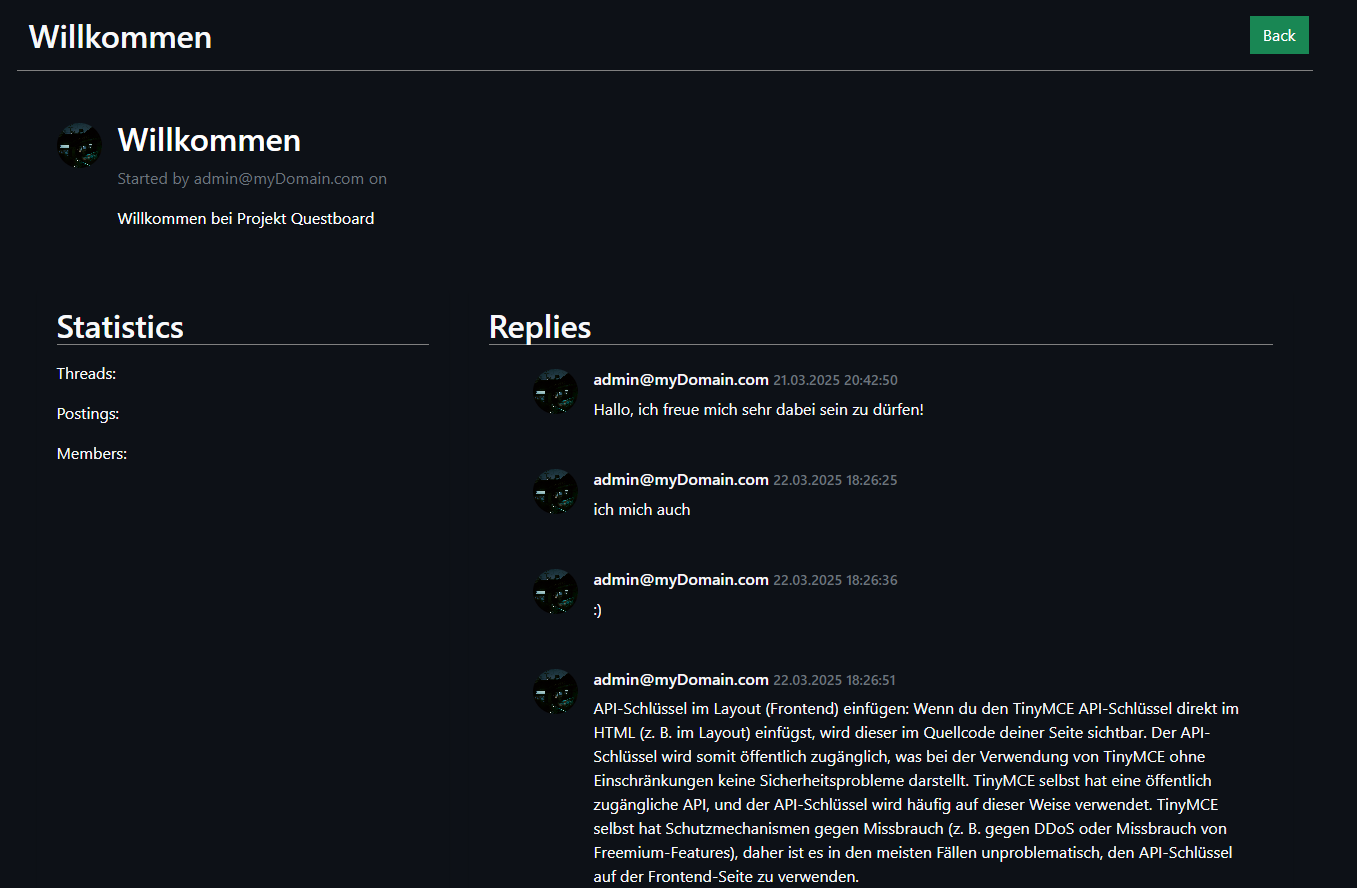 Willkommen
Back
Willkommen
Started by admin@myDomain.com on
Willkommen bei Projekt Questboard
Statistics
Threads:
Postings:
Members:
Replies
admin@myDomain.com 21.03.2025 20:42:50
Hallo, ich freue mich sehr dabei sein zu dürfen!
admin@myDomain.com 22.03.2025 18:26:25
ich mich auch
admin@myDomain.com 22.03.2025 18:26:36
:)
admin@myDomain.com 22.03.2025 18:26:51
API-Schlüssel im Layout (Frontend) einfügen: Wenn du den TinyMCE API-Schlüssel direkt im
HTML (z. B. im Layout) einfügst, wird dieser im Quellcode deiner Seite sichtbar. Der API-
Schlüssel wird somit öffentlich zugänglich, was bei der Verwendung von TinyMCE ohne
Einschränkungen keine Sicherheitsprobleme darstellt. TinyMCE selbst hat eine öffentlich
zugängliche API, und der API-Schlüssel wird häufig auf dieser Weise verwendet. TinyMCE
selbst hat Schutzmechanismen gegen Missbrauch (z. B. gegen DDoS oder Missbrauch von
Freemium-Features), daher ist es in den meisten Fällen unproblematisch, den API-Schlüssel
auf der Frontend-Seite zu verwenden.